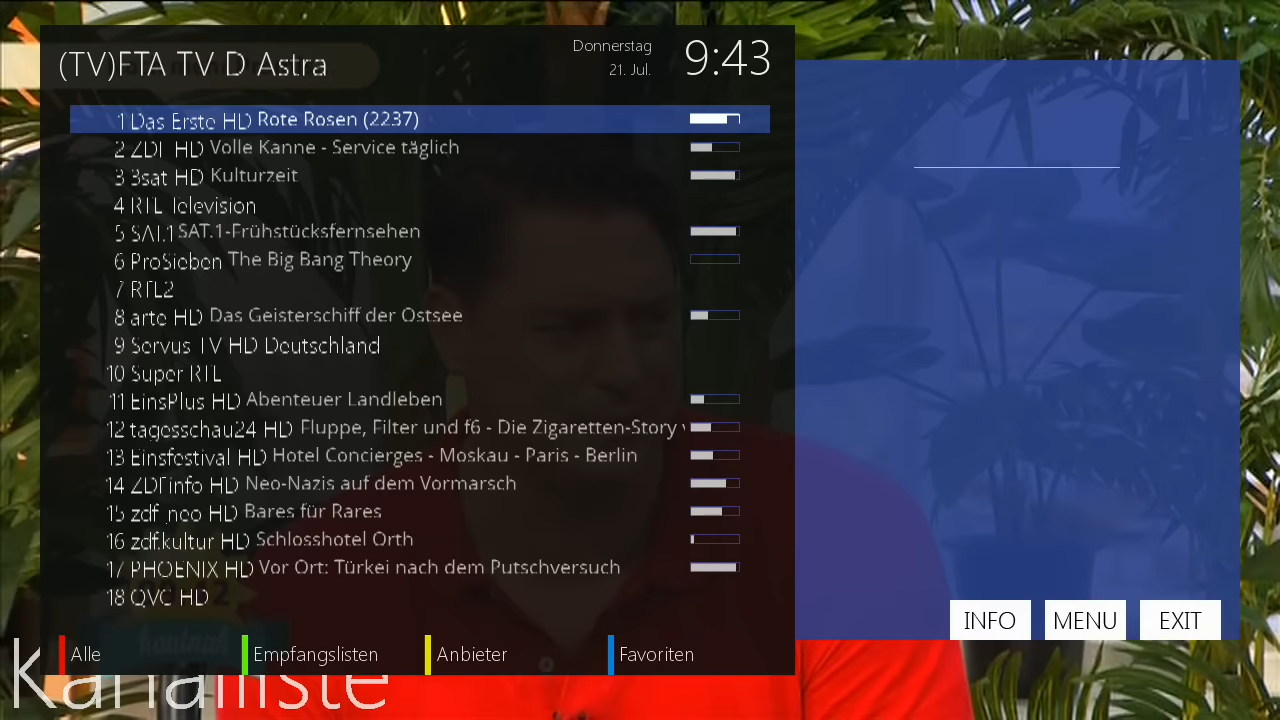 (TV)FTA TV D Astra
Donnerstag
21. Jul.
9:43
1 Das Erste HD Rote Rosen (2237)
2 ZDF HD Volle Kanne - Service täglich
3 3sat HD Kulturzeit
4 RTL Television
5 SAT.1 SAT.1-Frühstücksfernsehen
6 ProSieben The Big Bang Theory
7 RTL2
8 arte HD Das Geisterschiff der Ostsee
9 Servus TV HD Deutschland
10 Super RTL
11 EinsPlus HD Abenteuer Landleben
12 tagesschau24 HD Fluppe, Filter und f6 - Die Zigaretten-Story
13 Einsfestival HD Hotel Concierges - Moskau - Paris - Berlin
14 ZDFinfo HD Neo-Nazis auf dem Vormarsch
15 zdf_neo HD Bares für Rares
16 zdf.kultur HD Schlosshotel Orth
17 PHOENIX HD Vor Ort: Türkei nach dem Putschversuch
18 QVC HD
INFO
MENU
EXIT
Alle
Empfangslisten
Anbieter
Favoriten
Kanalliste